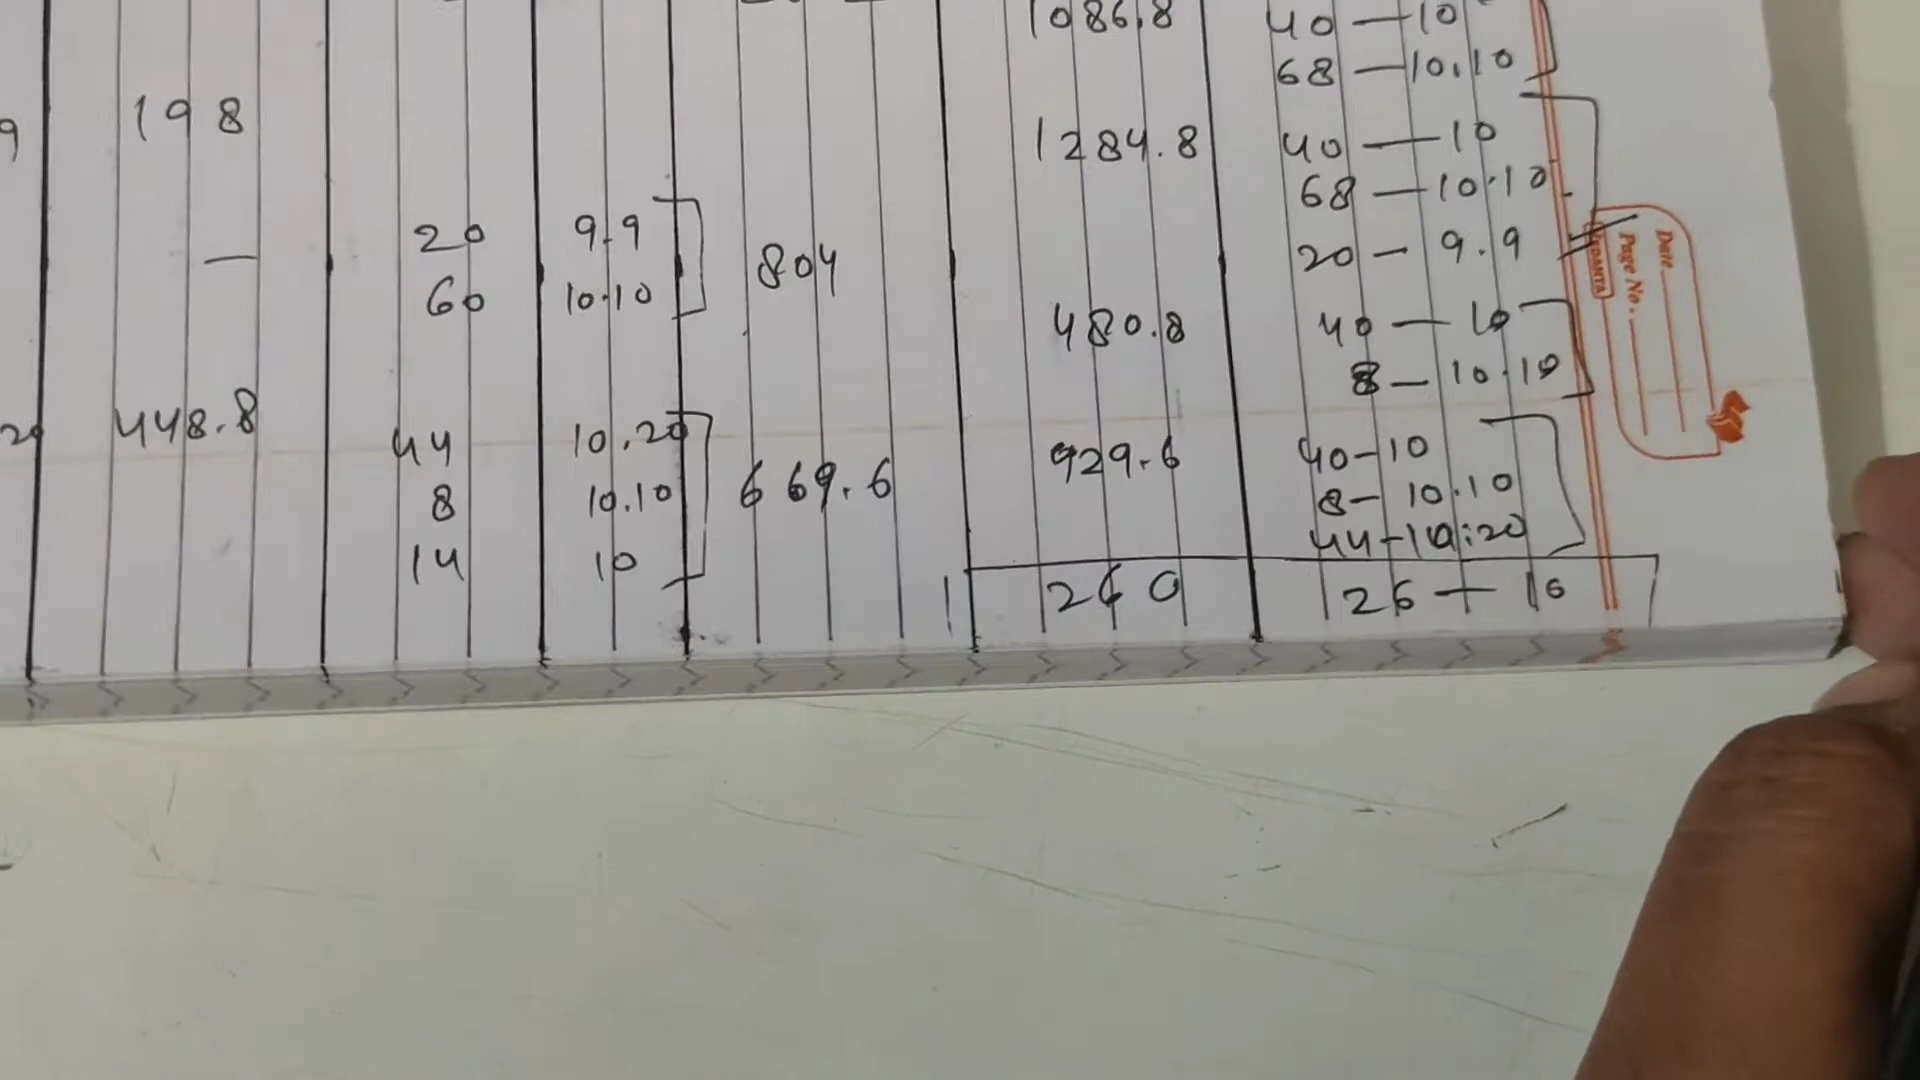 1086.8 40 — 10
68 — 10.10
9 198 1284.8 40 — 10
68 — 10.10
— 20 9.9 804 20 — 9.9
60 10.10 480.8 40 — 10
8 — 10.10
20 448.8 44 10.20 669.6 929.6 40 - 10
8 10.10 8 - 10.10
14 10 44 - 10.20
260 26 — 10
Date
Page No.